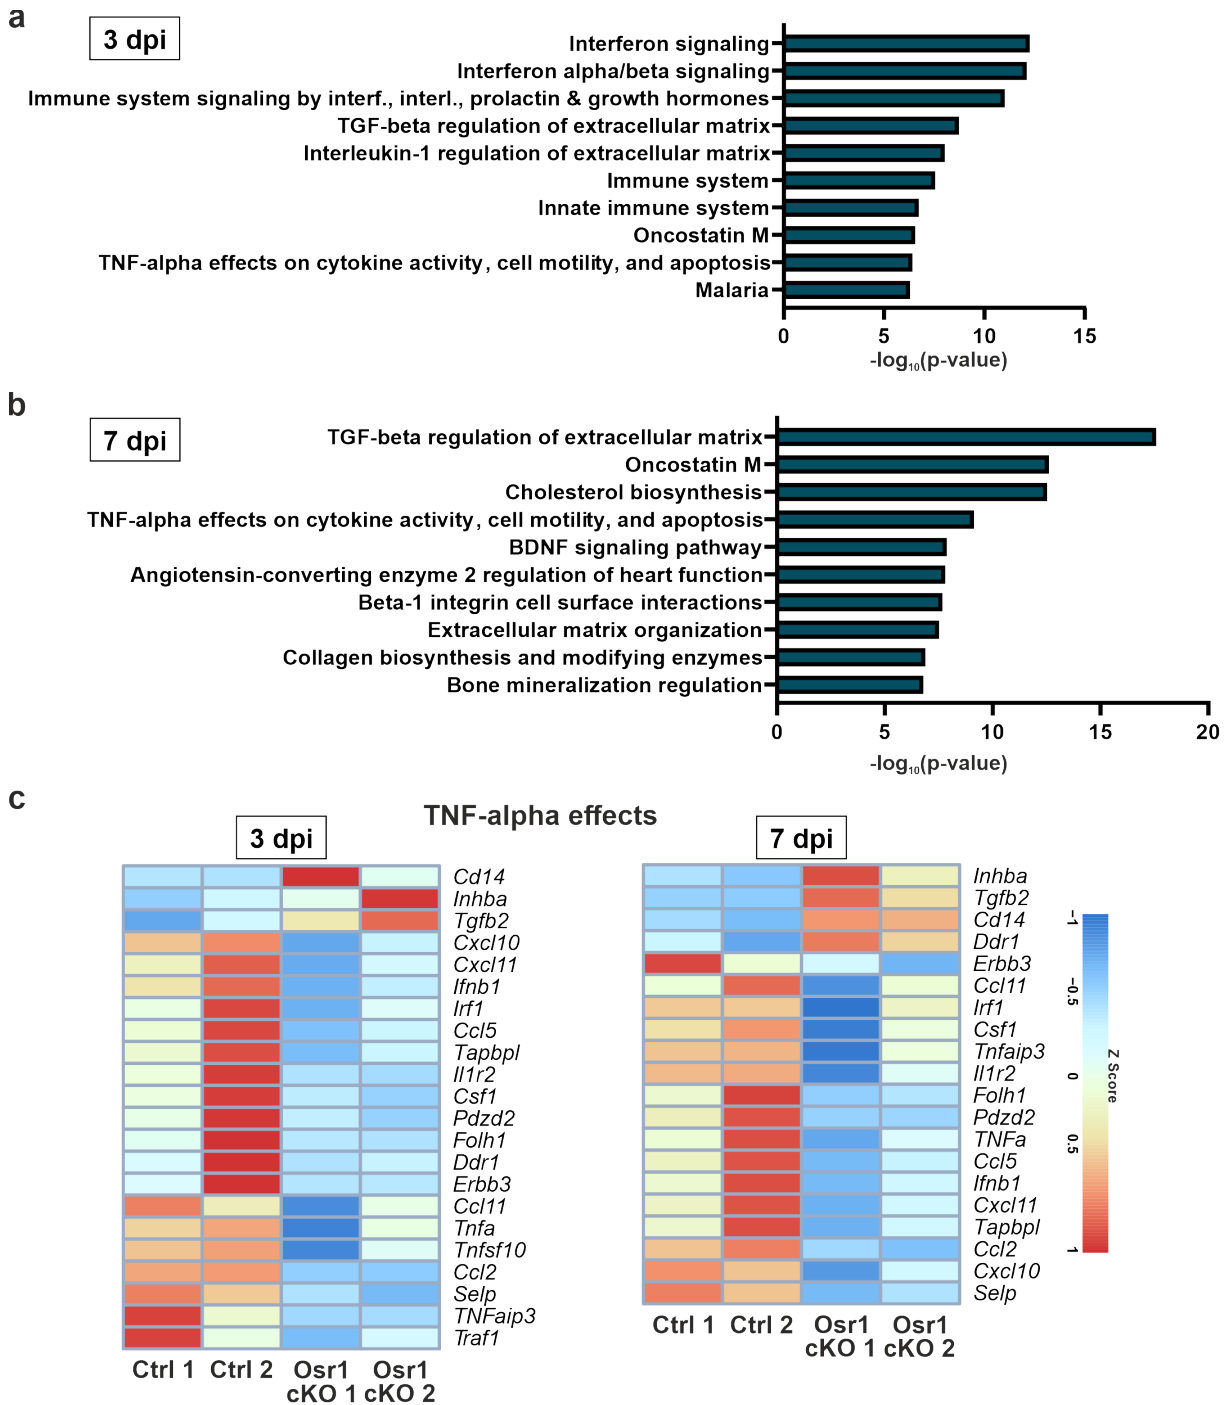 a
3 dpi
Interferon signaling
Interferon alpha/beta signaling
Immune system signaling by interf., interl., prolactin & growth hormones
TGF-beta regulation of extracellular matrix
Interleukin-1 regulation of extracellular matrix
Immune system
Innate immune system
Oncostatin M
TNF-alpha effects on cytokine activity, cell motility, and apoptosis
Malaria
0 5 10 15
-log10(p-value)
b
7 dpi
TGF-beta regulation of extracellular matrix
Oncostatin M
Cholesterol biosynthesis
TNF-alpha effects on cytokine activity, cell motility, and apoptosis
BDNF signaling pathway
Angiotensin-converting enzyme 2 regulation of heart function
Beta-1 integrin cell surface interactions
Extracellular matrix organization
Collagen biosynthesis and modifying enzymes
Bone mineralization regulation
0 5 10 15 20
-log10(p-value)
c
TNF-alpha effects
3 dpi
Cd14
Inhba
Tgfb2
Cxcl10
Cxcl11
Ifnb1
Irf1
Ccl5
Tapbpl
Il1r2
Csf1
Pdzd2
Folh1
Ddr1
Erbb3
Ccl11
Tnfa
Tnfsf10
Ccl2
Selp
TNFaip3
Traf1
Ctrl 1 Ctrl 2 Osr1 Osr1
cKO 1 cKO 2
7 dpi
Inhba
Tgfb2
Cd14
Ddr1
Erbb3
Ccl11
Irf1
Csf1
Tnfaip3
Il1r2
Folh1
Pdzd2
TNFa
Ccl5
Ifnb1
Cxcl11
Tapbpl
Ccl2
Cxcl10
Selp
Ctrl 1 Ctrl 2 Osr1 Osr1
cKO 1 cKO 2
−1
-0.5
0
0.5
1
Z Score